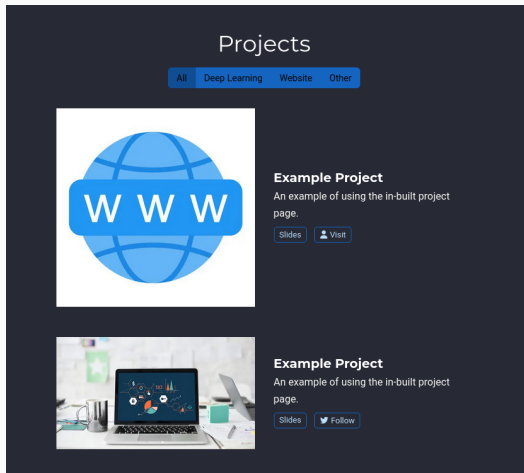 Projects
All Deep Learning Website Other
WWW
Example Project
An example of using the in-built project
page.
Slides Visit
Example Project
An example of using the in-built project
page.
Slides Follow